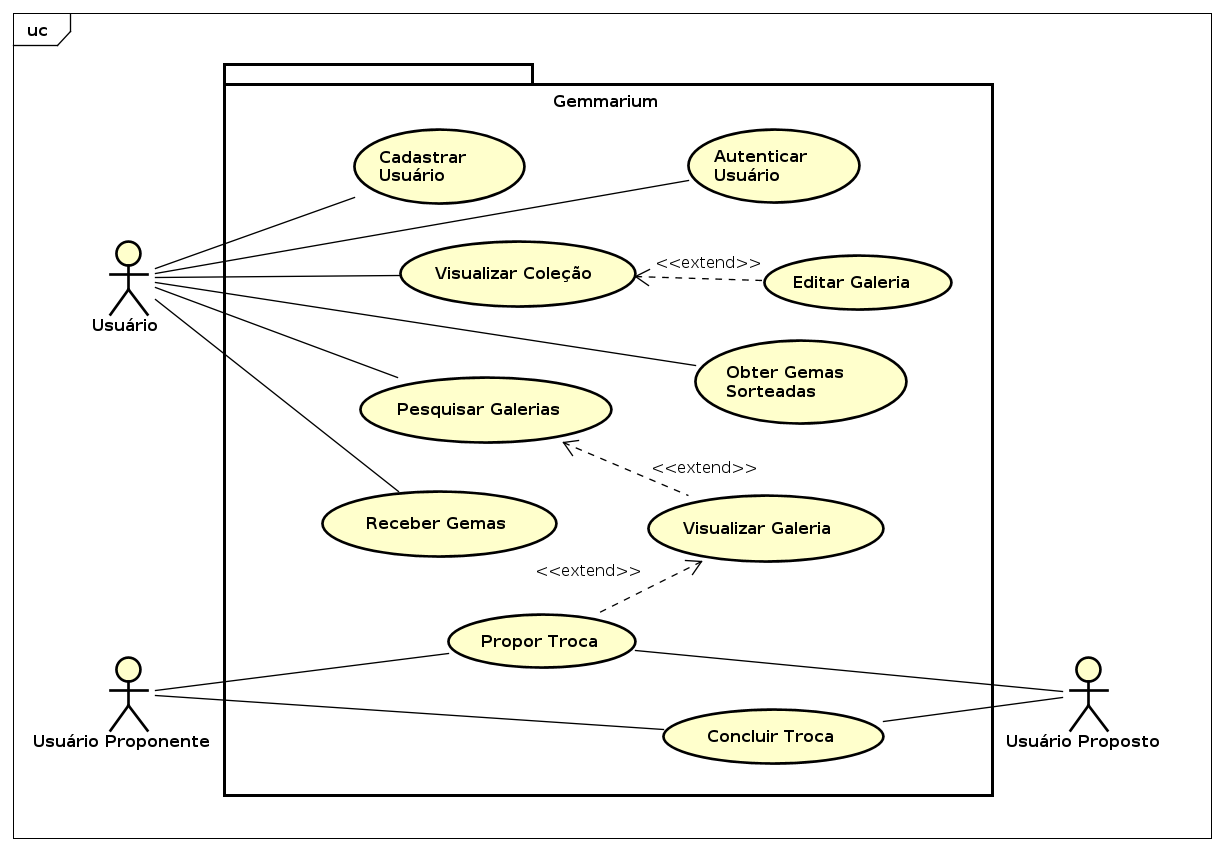 uc
Gemmarium
Cadastrar
Usuário
Autenticar
Usuário
Visualizar Coleção
<<extend>>
Editar Galeria
Usuário
Obter Gemas
Sorteadas
Pesquisar Galerias
<<extend>>
Receber Gemas
Visualizar Galeria
<<extend>>
Propor Troca
Usuário Proponente
Concluir Troca
Usuário Proposto